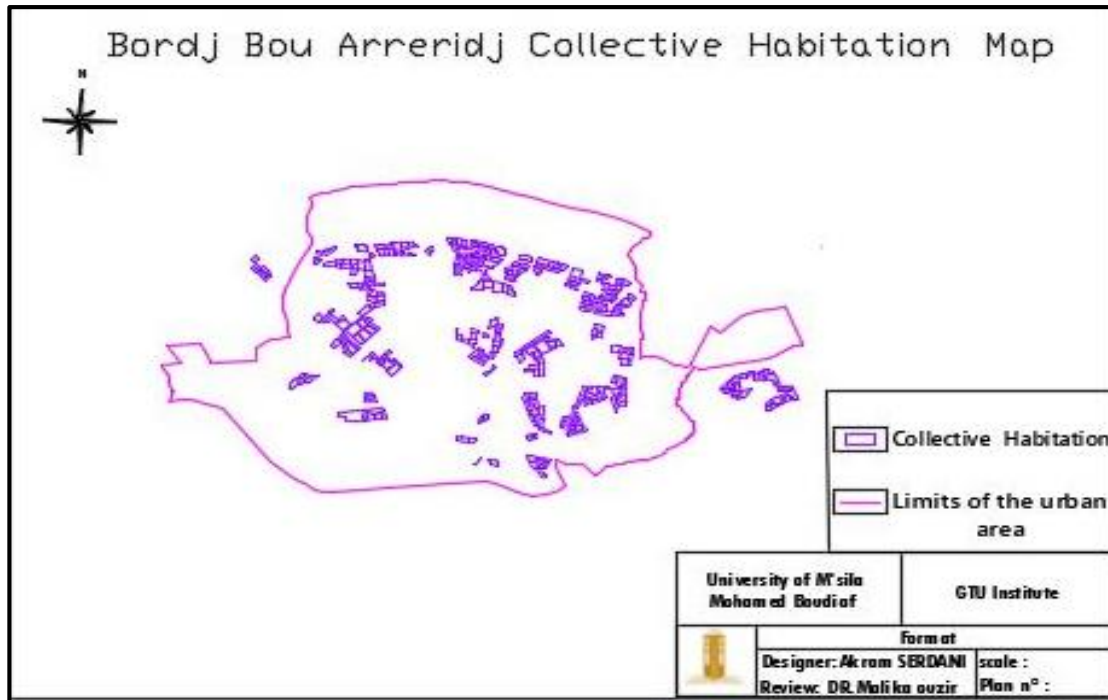 Bordj Bou Arreridj Collective Habitation Map
N
Collective Habitation
Limits of the urban
area
University of M'sila
Mohamed Boudiaf
GTU Institute
Format
Designer: Akram SERDANI
scale :
Review: DR. Malika ouzir
Plan n° :